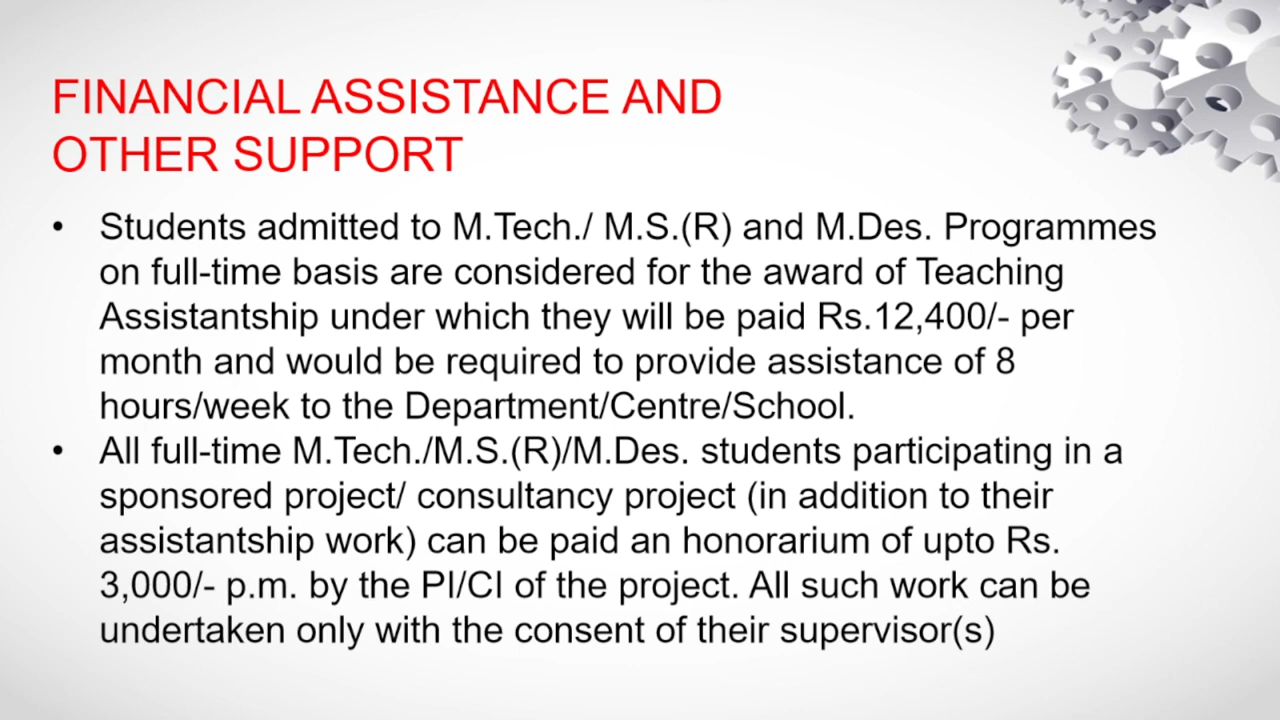 FINANCIAL ASSISTANCE AND
OTHER SUPPORT
• Students admitted to M.Tech./ M.S.(R) and M.Des. Programmes
on full-time basis are considered for the award of Teaching
Assistantship under which they will be paid Rs.12,400/- per
month and would be required to provide assistance of 8
hours/week to the Department/Centre/School.
• All full-time M.Tech./M.S.(R)/M.Des. students participating in a
sponsored project/ consultancy project (in addition to their
assistantship work) can be paid an honorarium of upto Rs.
3,000/- p.m. by the PI/CI of the project. All such work can be
undertaken only with the consent of their supervisor(s)